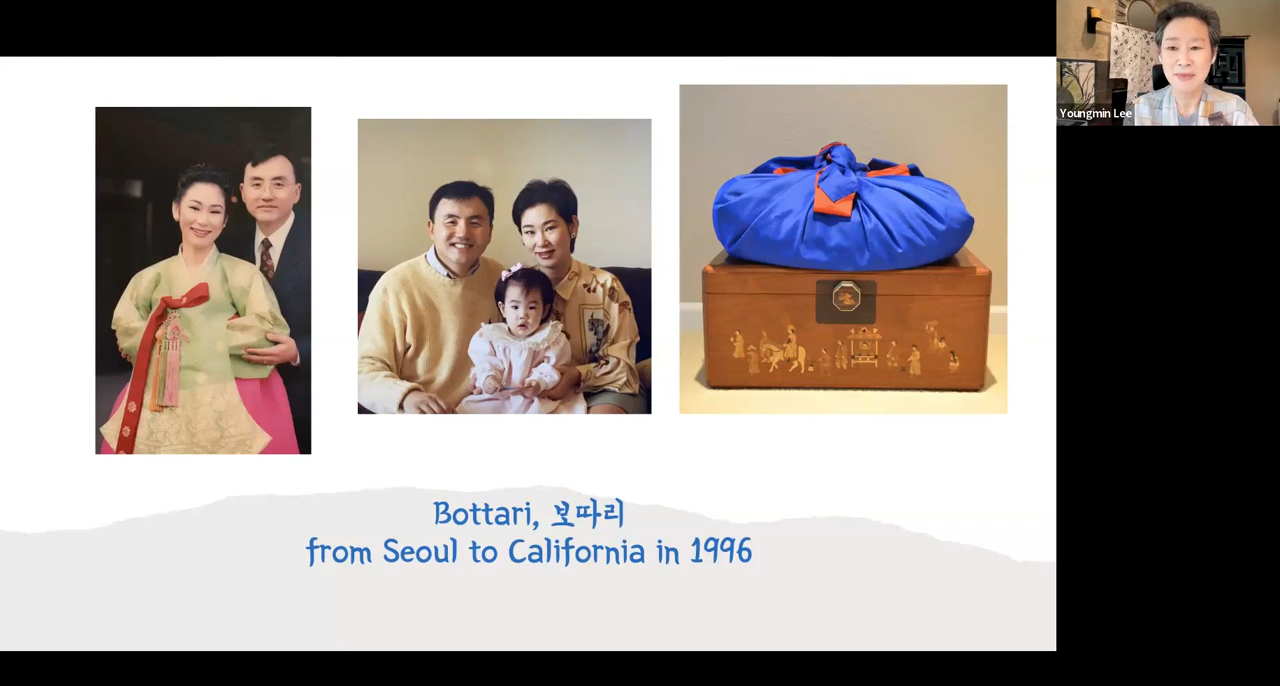 Youngmin Lee
Bottari, 보따리
from Seoul to California in 1996